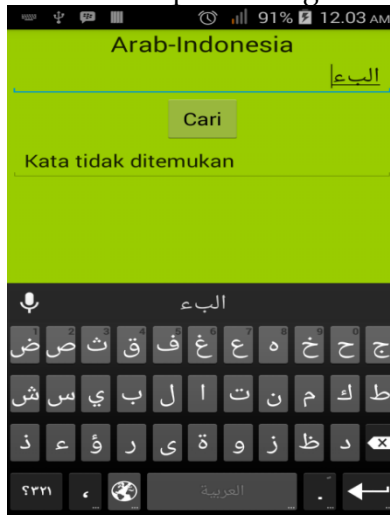 91% 12.03 AM
Arab-Indonesia
البء
Cari
Kata tidak ditemukan
البء
ض ص ث ق ف غ ع ه خ ح ج
ش س ي ب ل ا ت ن م ك ط
ذ ء ؤ ر ى ة و ز ظ د
؟٣٢١ ، العربية .